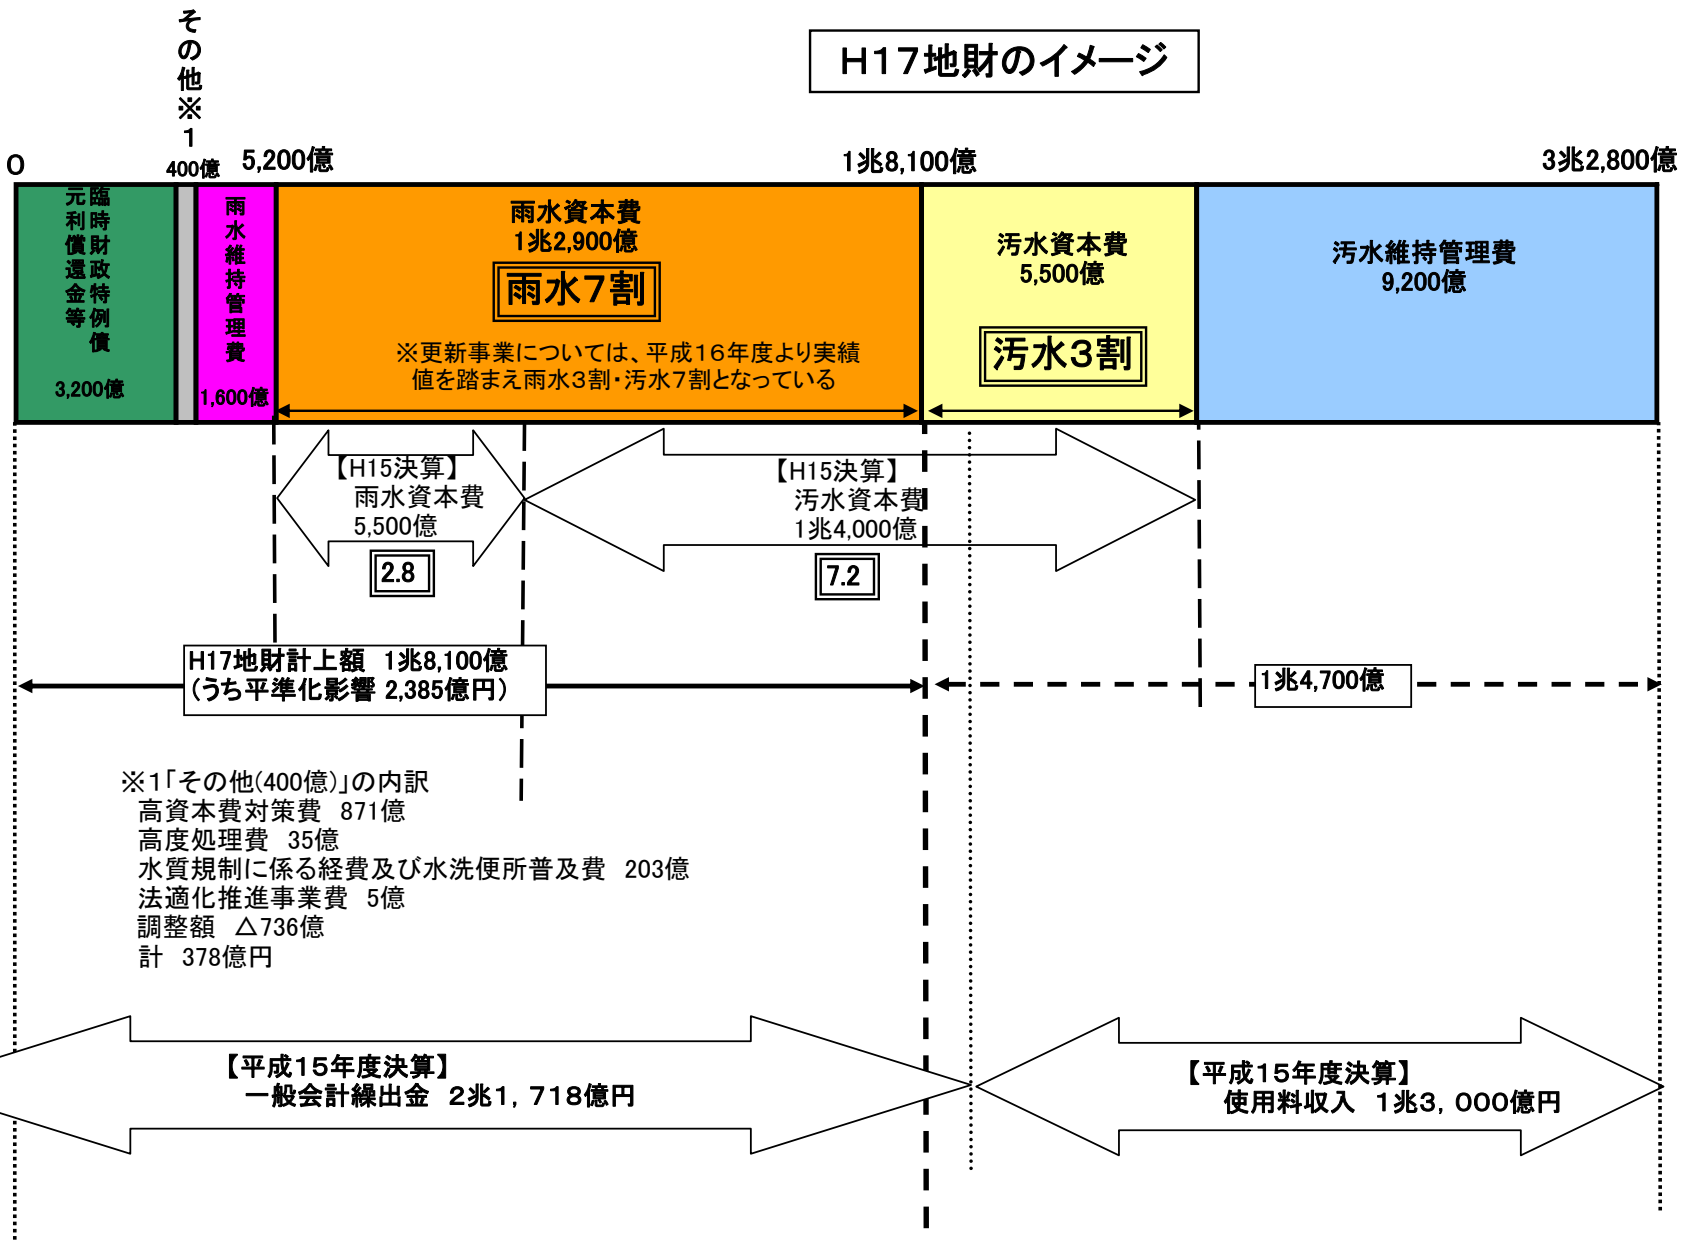 H17地財のイメージ
その他※1
0
400億
5,200億
1兆8,100億
3兆2,800億
臨時財政特例債
元利償還金等
3,200億
雨水維持管理費
1,600億
雨水資本費
1兆2,900億
雨水7割
※更新事業については、平成16年度より実績
値を踏まえ雨水3割・汚水7割となっている
汚水資本費
5,500億
汚水3割
汚水維持管理費
9,200億
【H15決算】
雨水資本費
5,500億
2.8
【H15決算】
汚水資本費
1兆4,000億
7.2
H17地財計上額 1兆8,100億
（うち平準化影響 2,385億円）
1兆4,700億
※1「その他(400億)」の内訳
高資本費対策費 871億
高度処理費 35億
水質規制に係る経費及び水洗便所普及費 203億
法適化推進事業費 5億
調整額 △736億
計 378億円
【平成15年度決算】
一般会計繰出金 2兆1,718億円
【平成15年度決算】
使用料収入 1兆3,000億円